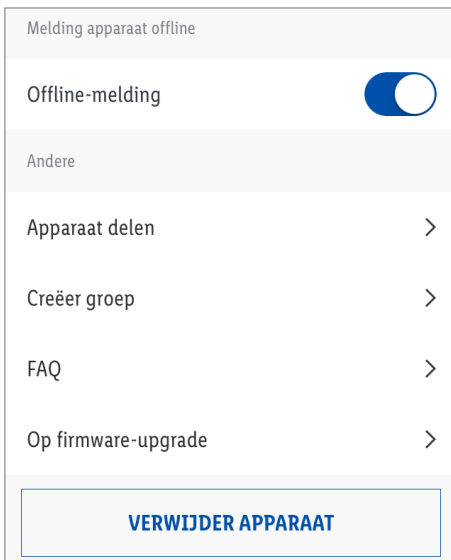 Melding apparaat offline
Offline-melding
Andere
Apparaat delen
Creëer groep
FAQ
Op firmware-upgrade
VERWIJDER APPARAAT